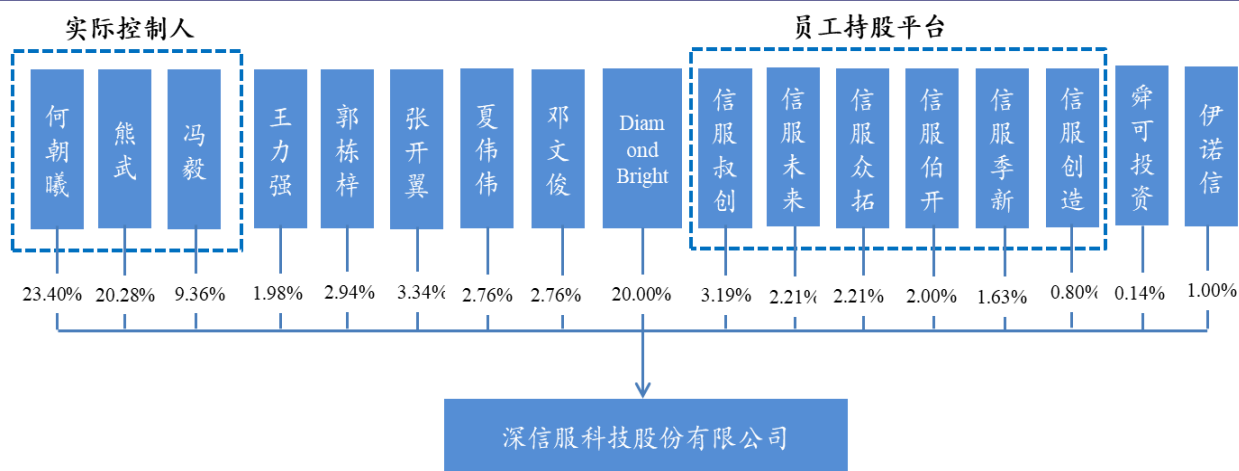 实际控制人
员工持股平台
何朝曦
熊武
冯毅
王力强
郭栋梓
张开翼
夏伟伟
邓文俊
Diam
ond
Bright
信服叔创
信服未来
信服众拓
信服伯开
信服季新
信服创造
舜可投资
伊诺信
23.40%
20.28%
9.36%
1.98%
2.94%
3.34%
2.76%
2.76%
20.00%
3.19%
2.21%
2.21%
2.00%
1.63%
0.80%
0.14%
1.00%
深信服科技股份有限公司